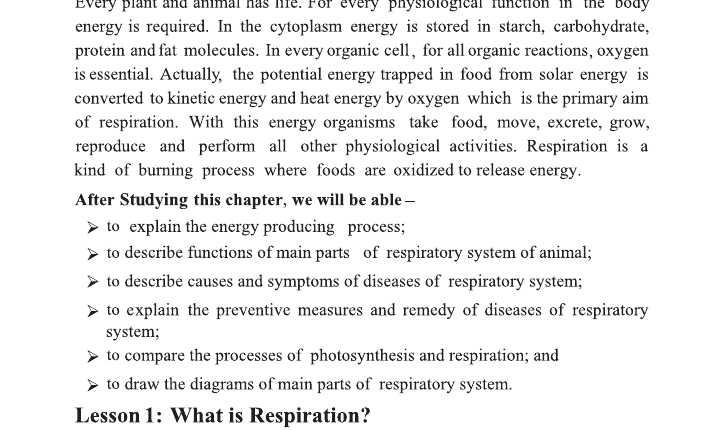 Every plant and animal has life. For every physiological function in the body
energy is required. In the cytoplasm energy is stored in starch, carbohydrate,
protein and fat molecules. In every organic cell, for all organic reactions, oxygen
is essential. Actually, the potential energy trapped in food from solar energy is
converted to kinetic energy and heat energy by oxygen which is the primary aim
of respiration. With this energy organisms take food, move, excrete, grow,
reproduce and perform all other physiological activities. Respiration is a
kind of burning process where foods are oxidized to release energy.
After Studying this chapter, we will be able –
➢ to explain the energy producing process;
➢ to describe functions of main parts of respiratory system of animal;
➢ to describe causes and symptoms of diseases of respiratory system;
➢ to explain the preventive measures and remedy of diseases of respiratory
system;
➢ to compare the processes of photosynthesis and respiration; and
➢ to draw the diagrams of main parts of respiratory system.
Lesson 1: What is Respiration?